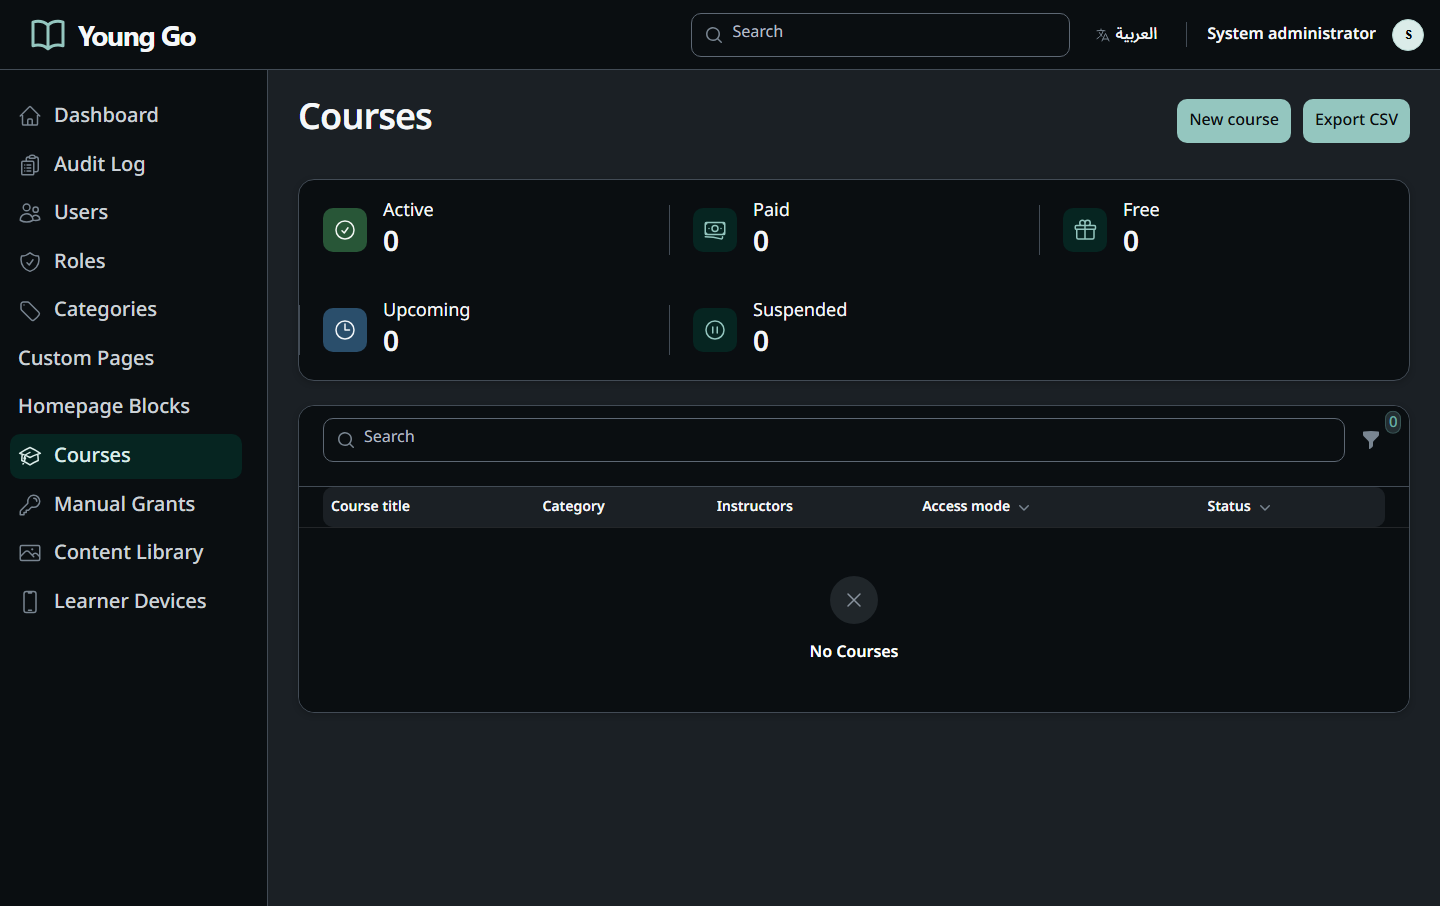 Young Go
Search
العربية
System administrator
S
Dashboard
Audit Log
Users
Roles
Categories
Custom Pages
Homepage Blocks
Courses
Manual Grants
Content Library
Learner Devices
Courses
New course
Export CSV
Active
0
Paid
0
Free
0
Upcoming
0
Suspended
0
Search
0
Course title Category Instructors Access mode Status
No Courses